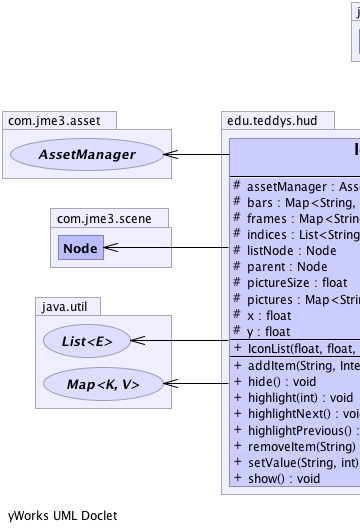 com.jme3.asset
AssetManager
com.jme3.scene
Node
java.util
List<E>
Map<K, V>
edu.teddys.hud
# assetManager : Asse
# bars : Map<String,
# frames : Map<Strin
# indices : List<String
# listNode : Node
# parent : Node
# pictureSize : float
# pictures : Map<Strin
# x : float
# y : float
+ IconList(float, float,
+ addItem(String, Inte
+ hide() : void
+ highlight(int) : void
+ highlightNext() : voi
+ highlightPrevious() :
+ removeItem(String)
+ setValue(String, int)
+ show() : void
yWorks UML Doclet